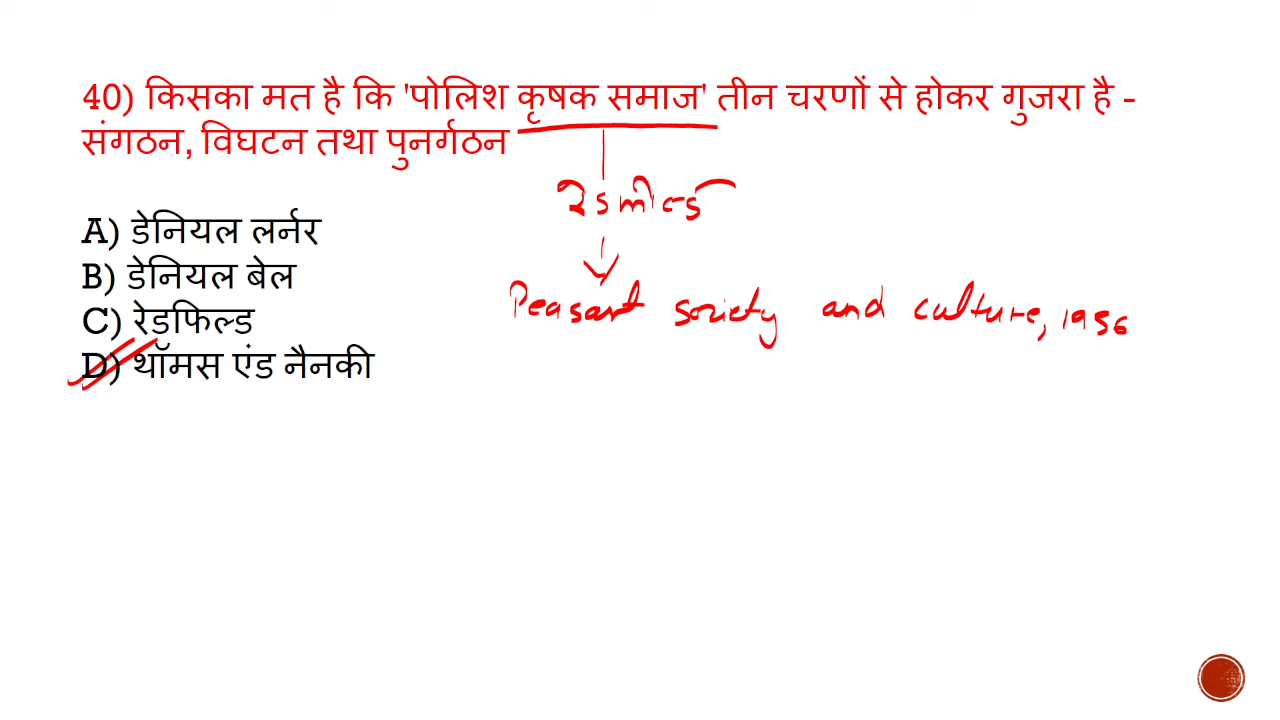 40) किसका मत है कि 'पोलिश कृषक समाज' तीन चरणों से होकर गुजरा है -
संगठन, विघटन तथा पुनर्गठन
A) डेनियल लर्नर
B) डेनियल बेल
C) रेडफिल्ड
D) थॉमस एंड नैनकी
Peasant society and culture, 1956